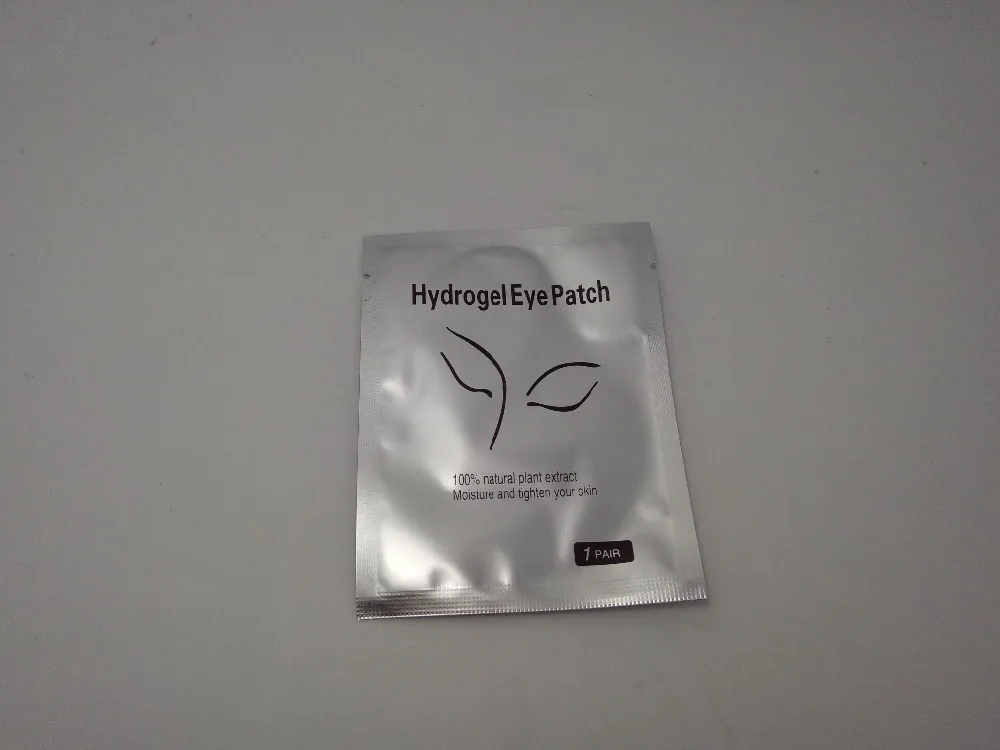 Hydrogel Eye Patch
100% natural plant extract
Moisture and tighten your skin
1 PAIR